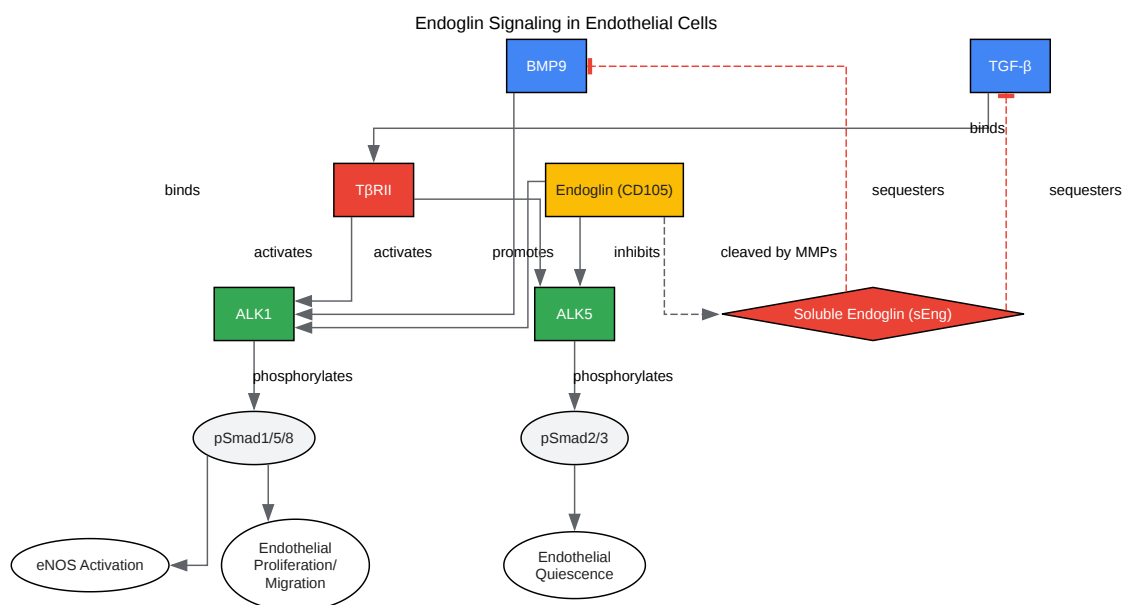 Endoglin Signaling in Endothelial Cells
BMP9
TGF-β
binds
TβRII
Endoglin (CD105)
binds
sequesters
sequesters
activates
activates
promotes
inhibits
cleaved by MMPs
ALK1
ALK5
Soluble Endoglin (sEng)
phosphorylates
phosphorylates
pSmad1/5/8
pSmad2/3
eNOS Activation
Endothelial
Proliferation/
Migration
Endothelial
Quiescence